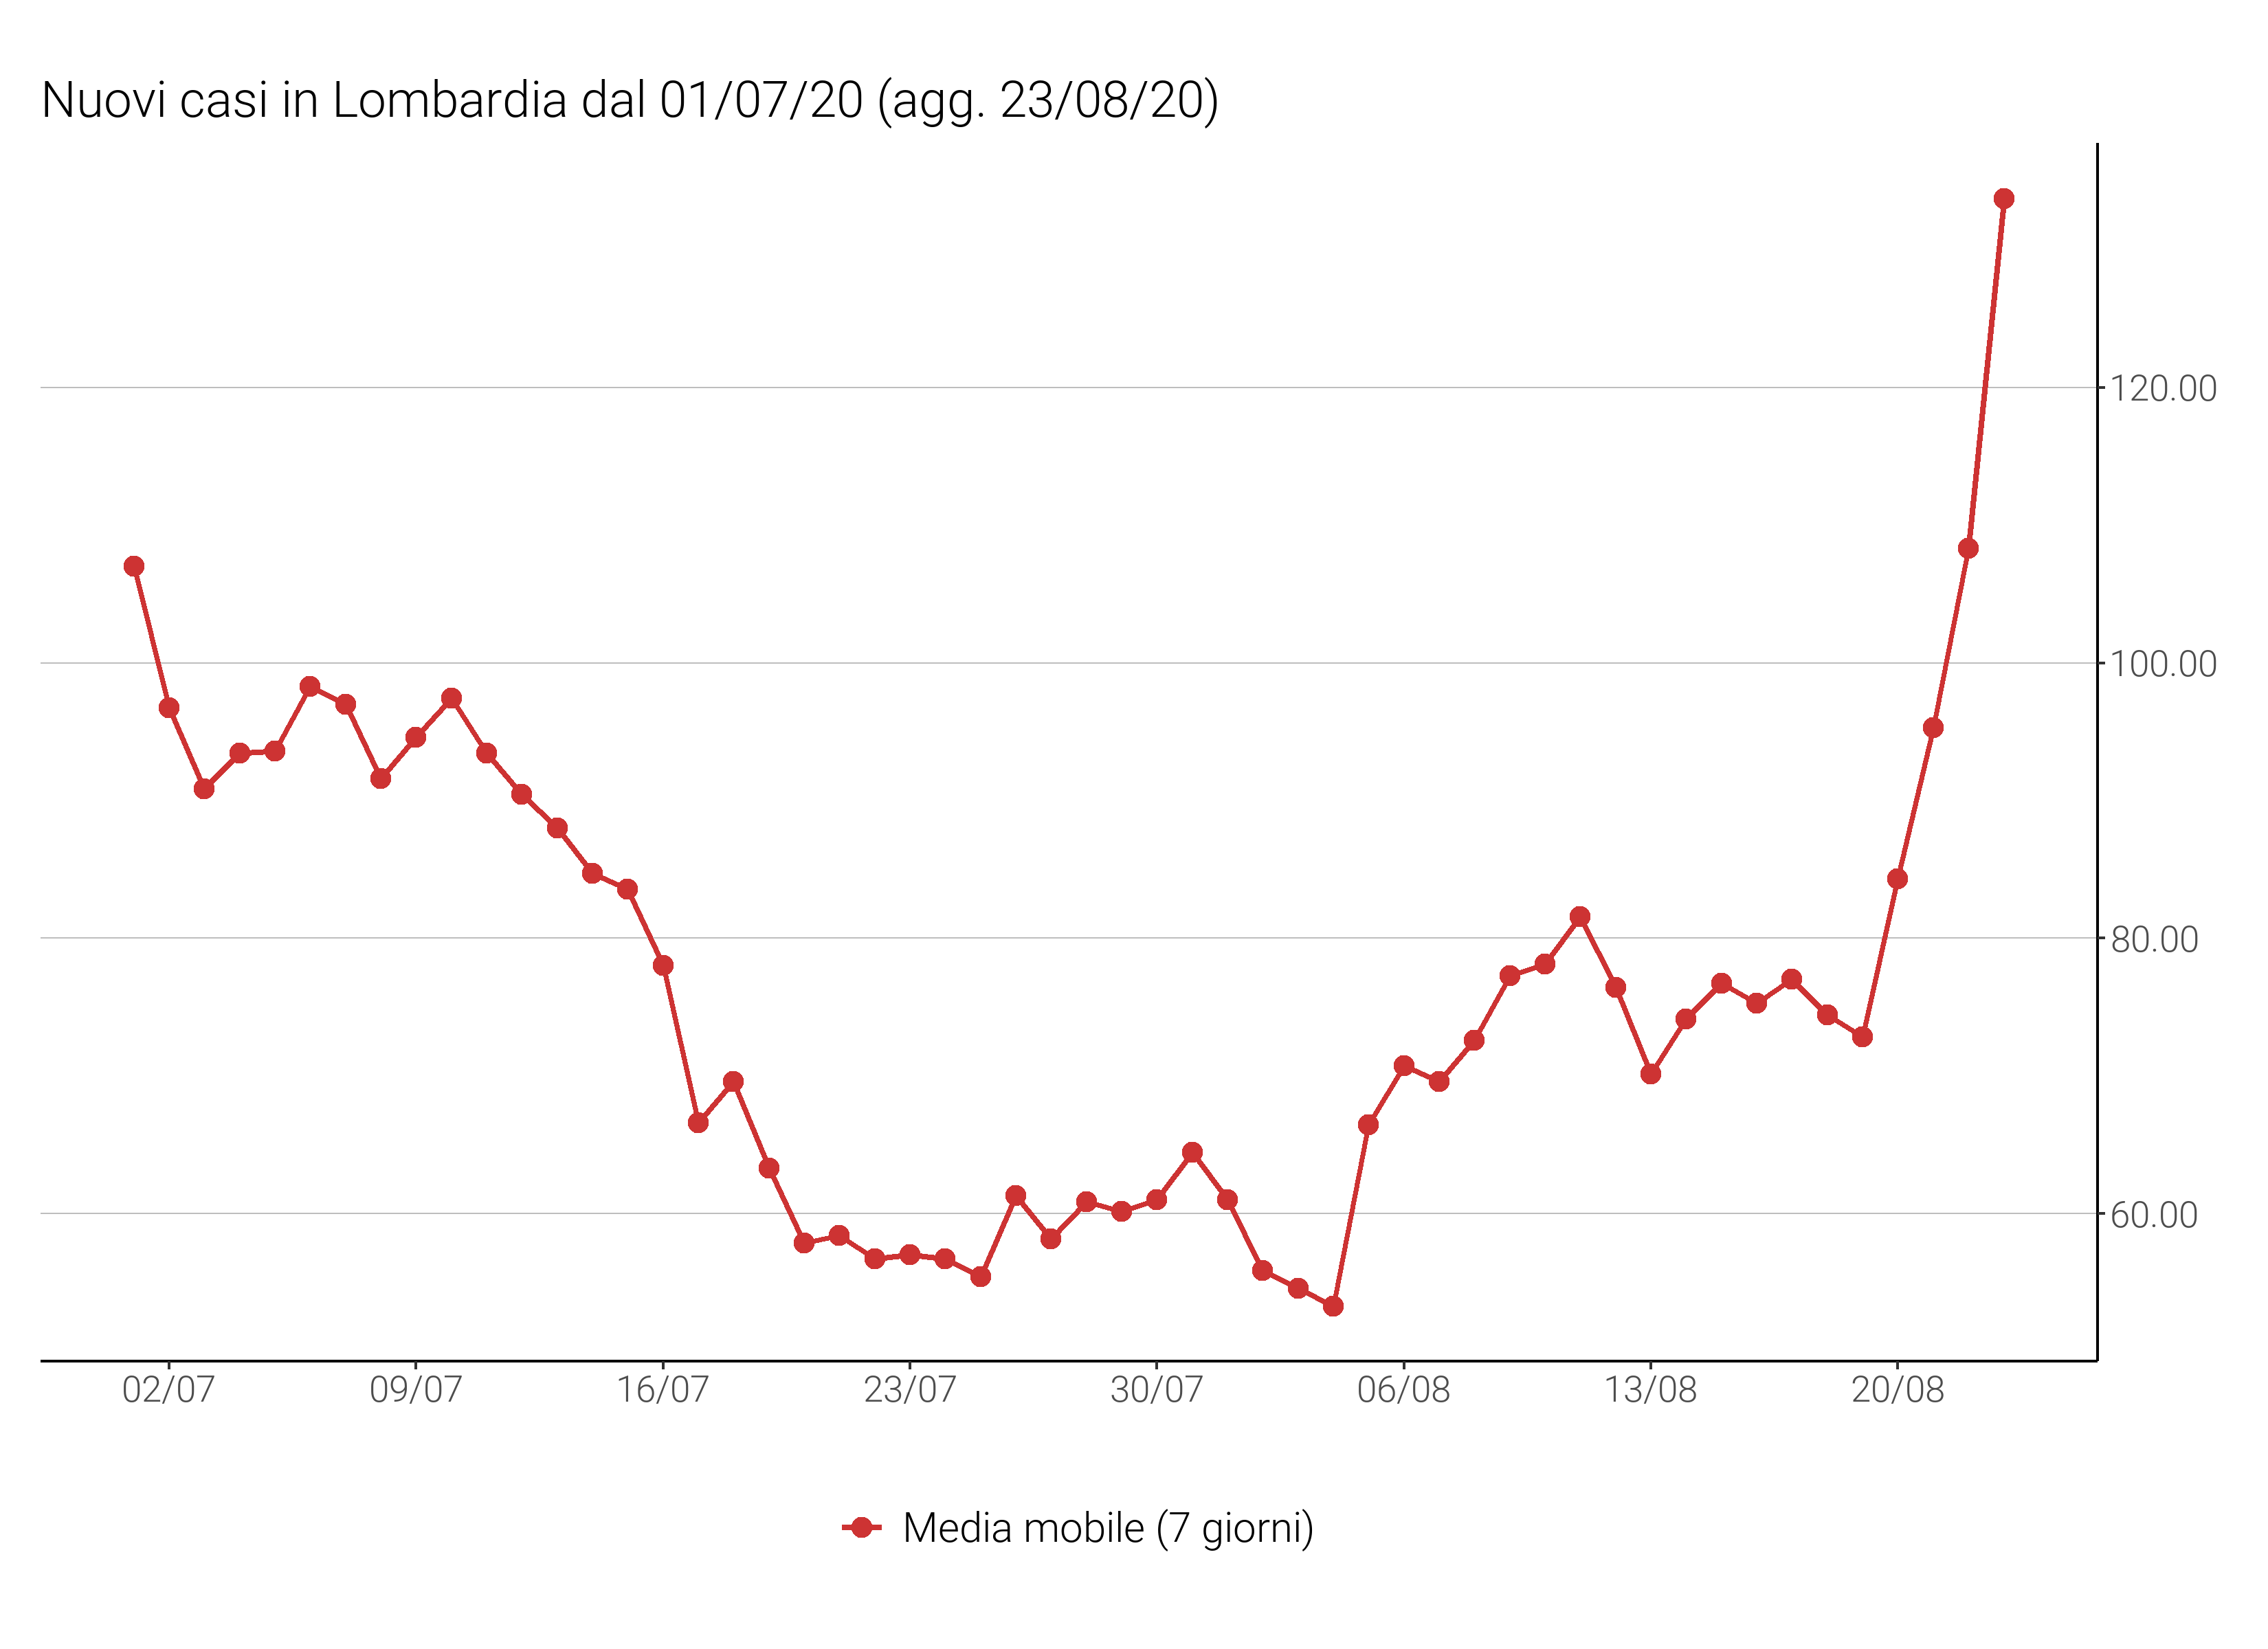 Nuovi casi in Lombardia dal 01/07/20 (agg. 23/08/20)
120.00
100.00
80.00
60.00
02/07 09/07 16/07 23/07 30/07 06/08 13/08 20/08
Media mobile (7 giorni)